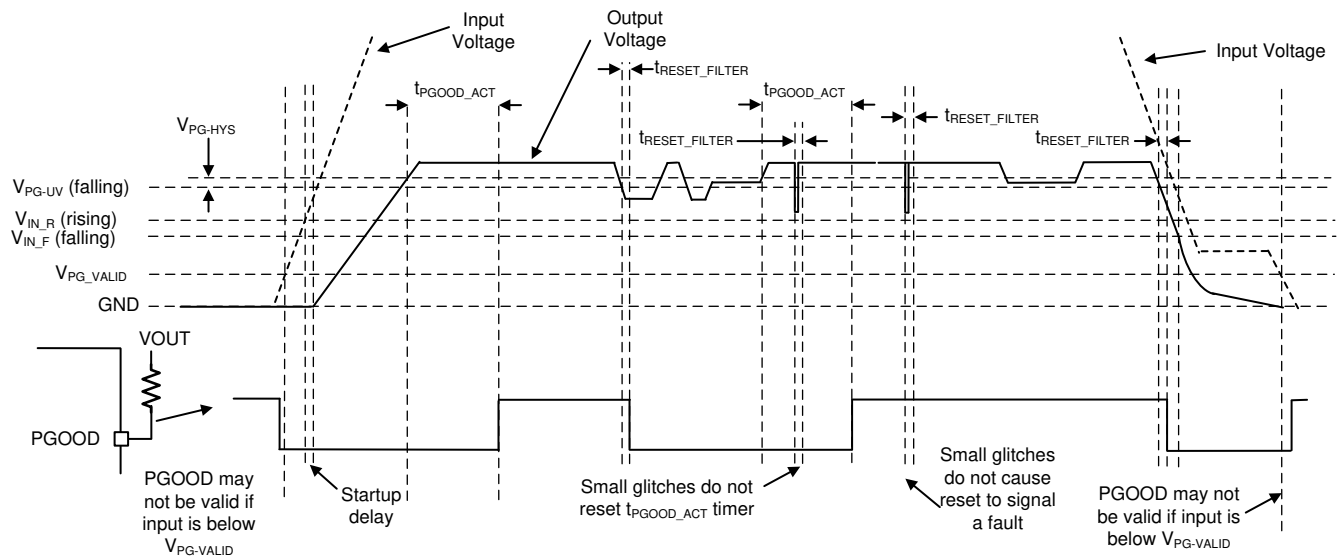 Input
Voltage
Output
Voltage
Input Voltage
tRESET_FILTER
tPGOOD_ACT
tPGOOD_ACT
tRESET_FILTER
tRESET_FILTER
tRESET_FILTER
VPG-HYS
VPG-UV (falling)
VIN_R (rising)
VIN_F (falling)
VPG_VALID
GND
VOUT
PGOOD
PGOOD may
not be valid if
input is below
VPG-VALID
Startup
delay
Small glitches do not
reset tPGOOD_ACT timer
Small glitches
do not cause
reset to signal
a fault
PGOOD may not
be valid if input is
below VPG-VALID